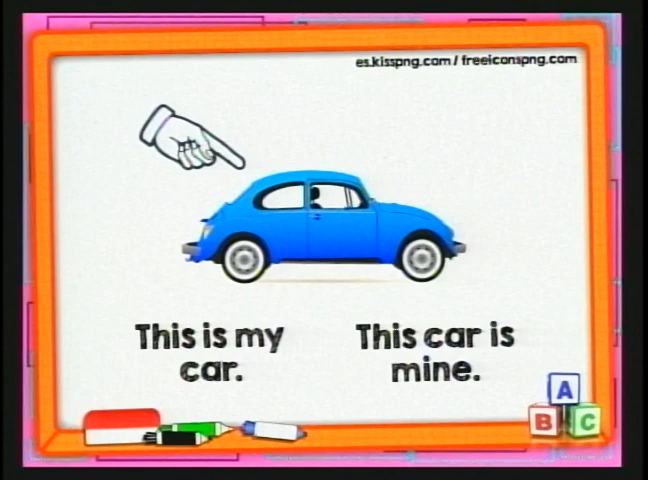 es.kisspng.com / freeiconspng.com
This is my
car.
This car is
mine.
A
B C